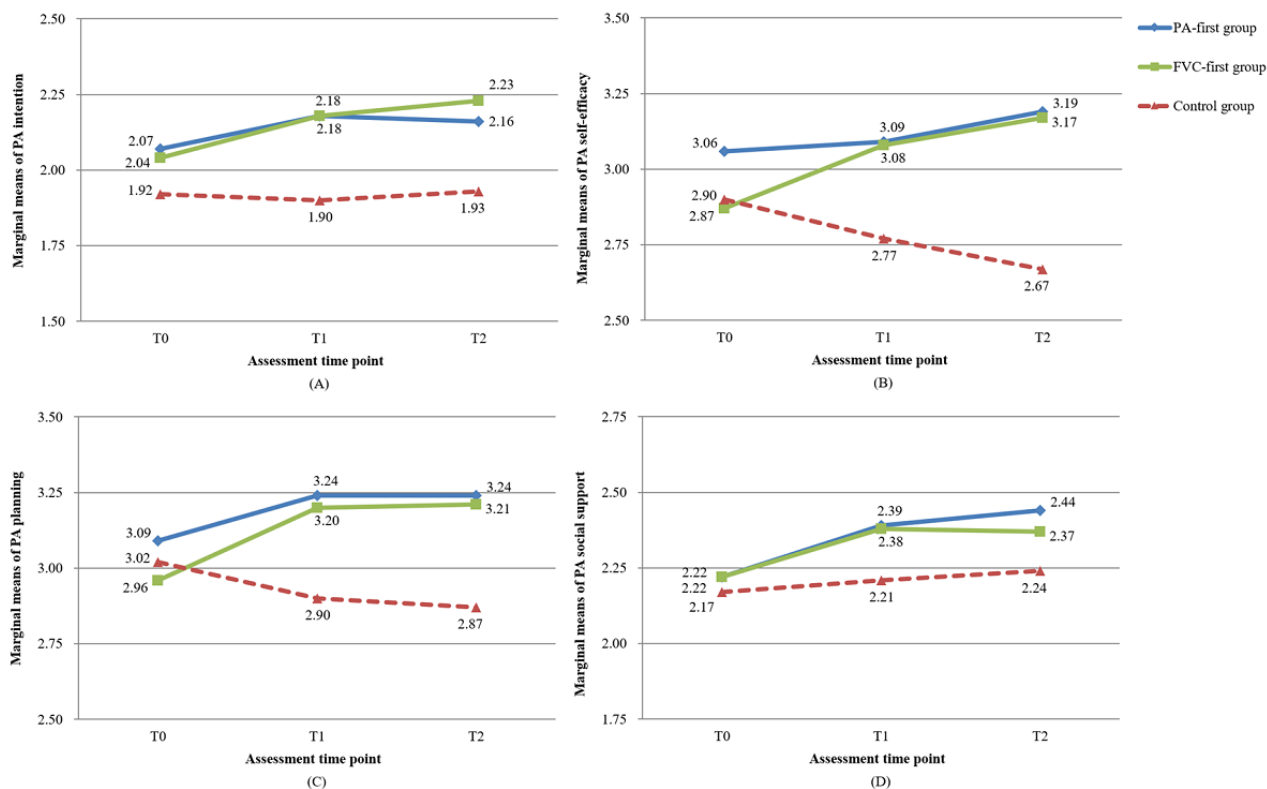 2.50
2.25
2.00
1.75
1.50
Marginal means of PA intention
2.07
2.04
1.92
2.18
2.18
1.90
2.23
2.16
1.93
T0
T1
T2
Assessment time point
(A)
3.50
3.25
3.00
2.75
2.50
Marginal means of PA self-efficacy
3.06
2.90
2.87
3.09
3.08
2.77
3.19
3.17
2.67
T0
T1
T2
Assessment time point
(B)
PA-first group
FVC-first group
Control group
3.50
3.25
3.00
2.75
2.50
Marginal means of PA planning
3.09
3.02
2.96
3.24
3.20
2.90
3.24
3.21
2.87
T0
T1
T2
Assessment time point
(C)
2.75
2.50
2.25
2.00
1.75
Marginal means of PA social support
2.22
2.22
2.17
2.39
2.38
2.21
2.44
2.37
2.24
T0
T1
T2
Assessment time point
(D)